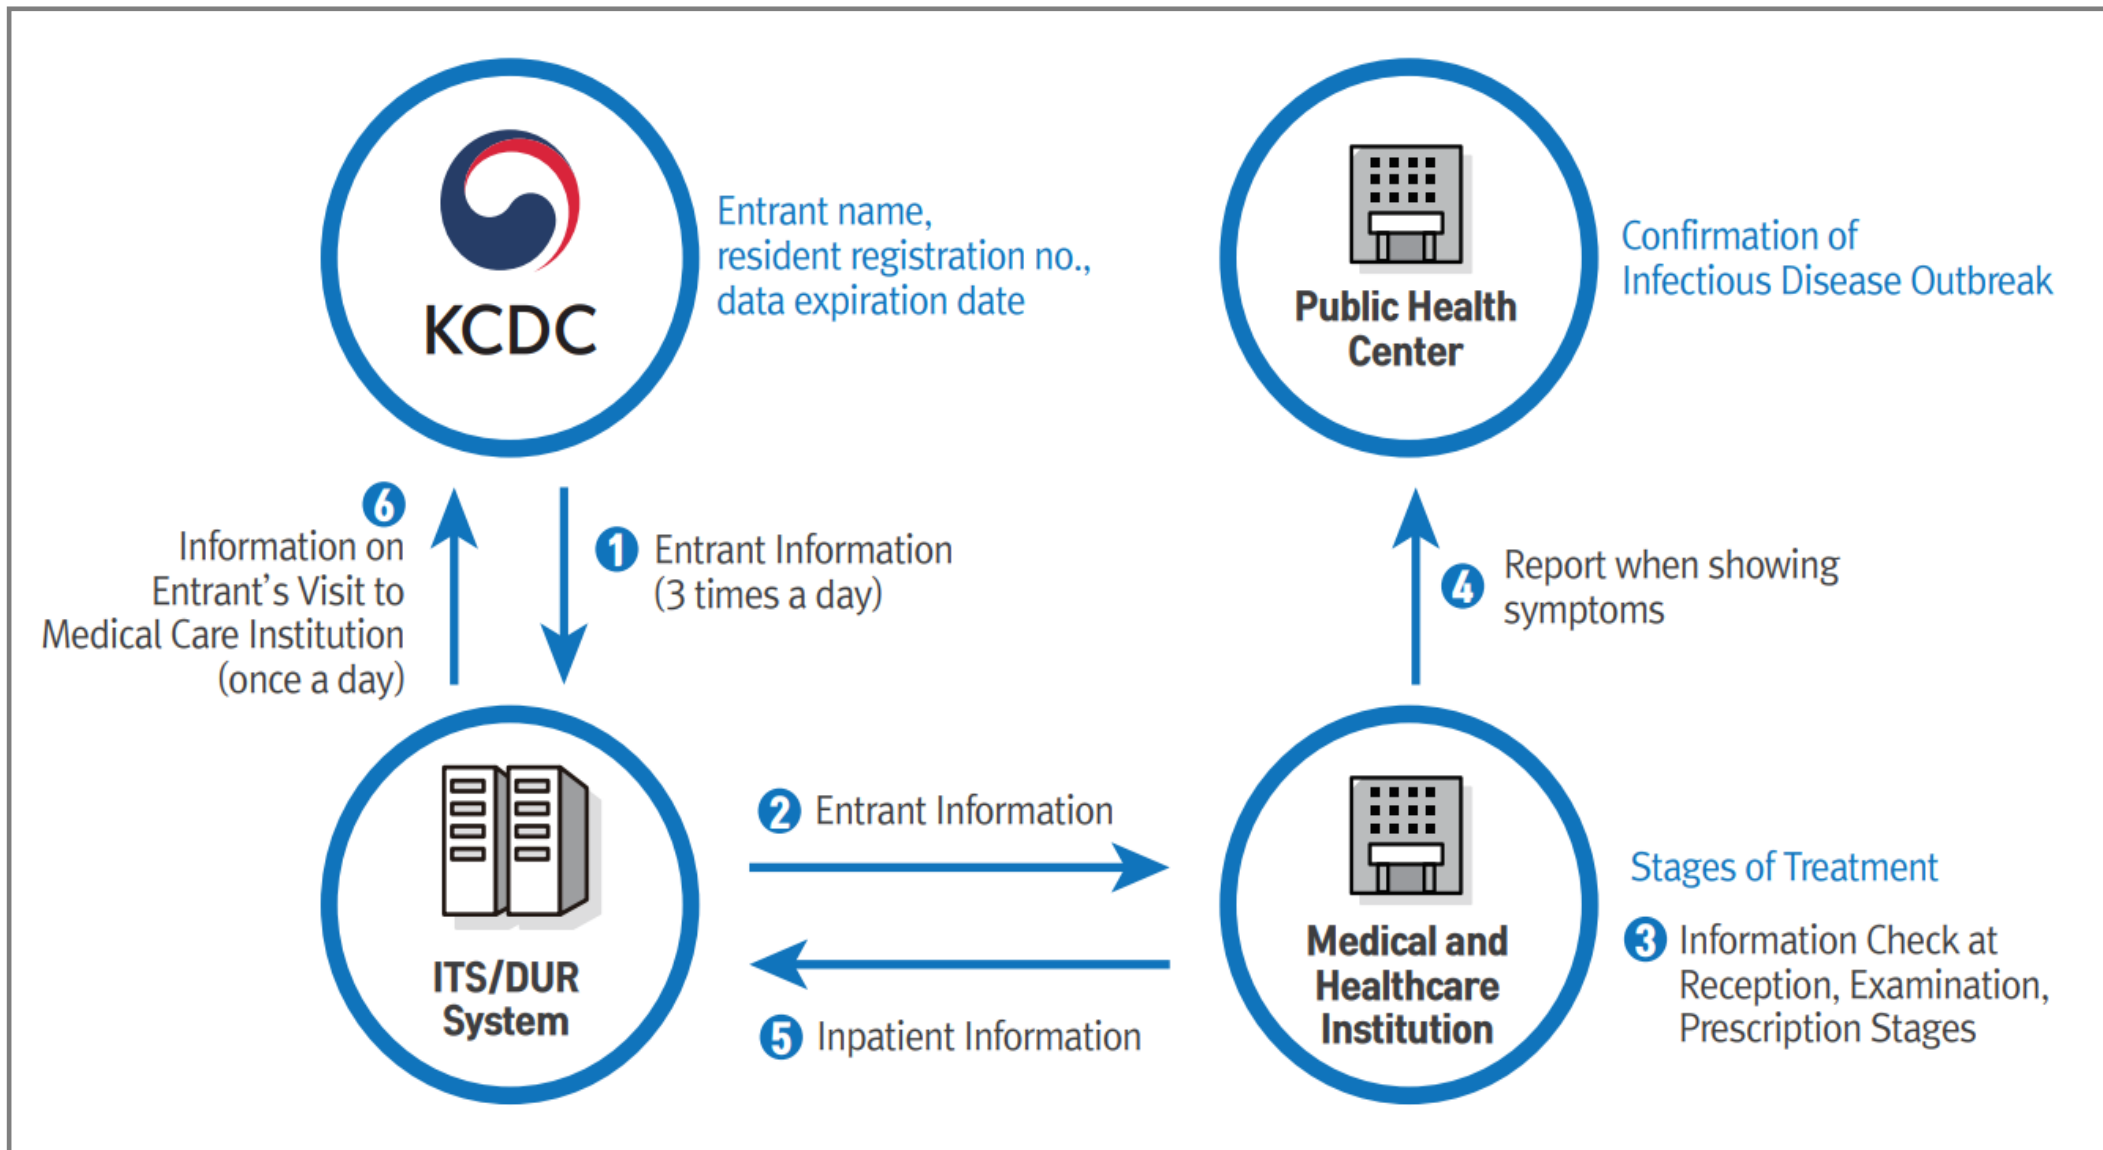 KCDC
Entrant name,
resident registration no.,
data expiration date
Public Health
Center
Confirmation of
Infectious Disease Outbreak
6
Information on
Entrant’s Visit to
Medical Care Institution
(once a day)
1 Entrant Information
(3 times a day)
4 Report when showing
symptoms
ITS/DUR
System
2 Entrant Information
5 Inpatient Information
Medical and
Healthcare
Institution
Stages of Treatment
3 Information Check at
Reception, Examination,
Prescription Stages